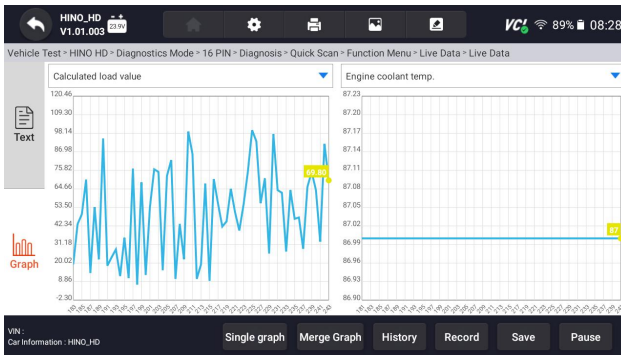 HINO_HD
V1.01.003
23.9V
VC!
89%
08:28
Vehicle Test > HINO HD > Diagnostics Mode > 16 PIN > Diagnosis > Quick Scan > Function Menu > Live Data > Live Data
Text
Graph
Calculated load value
120.46
109.30
98.14
86.98
75.82
64.66
53.50
42.34
31.18
20.02
8.86
-2.30
69.80
Engine coolant temp.
87.23
87.20
87.17
87.14
87.11
87.08
87.05
87.02
86.99
86.96
86.93
86.90
87
VIN :
Car Information : HINO_HD
Single graph
Merge Graph
History
Record
Save
Pause